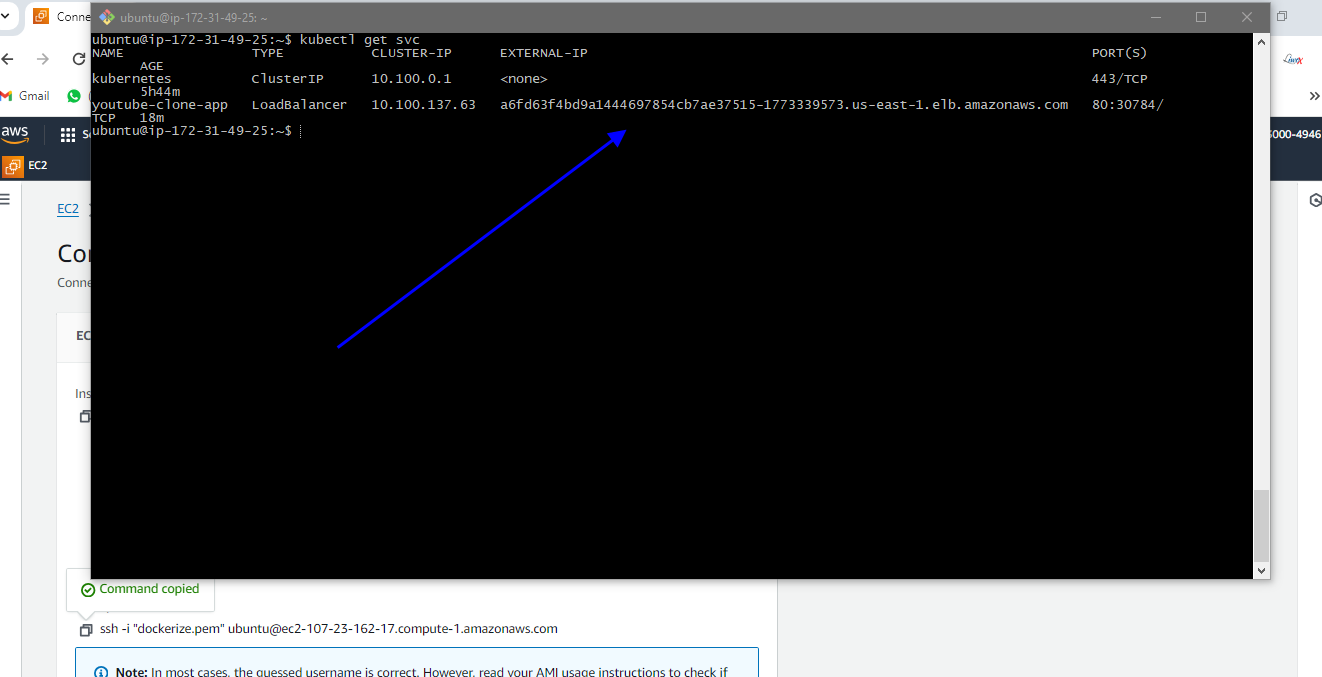 Conne
ubuntu@ip-172-31-49-25: ~
ubuntu@ip-172-31-49-25:~$ kubectl get svc
NAME TYPE CLUSTER-IP EXTERNAL-IP PORT(S)
AGE
kubernetes ClusterIP 10.100.0.1 <none> 443/TCP
5h44m
youtube-clone-app LoadBalancer 10.100.137.63 a6fd63f4bd9a1444697854cb7ae37515-1773339573.us-east-1.elb.amazonaws.com 80:30784/
TCP 18m
ubuntu@ip-172-31-49-25:~$
Gmail
aws
000-4946
EC2
EC2
Con
Conne
EC
Ins
Command copied
ssh -i "dockerize.pem" ubuntu@ec2-107-23-162-17.compute-1.amazonaws.com
Note: In most cases, the guessed username is correct. However, read your AMI usage instructions to check if